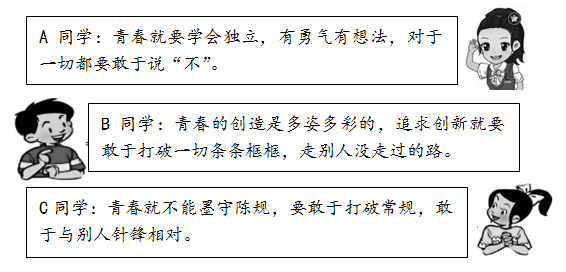 A 同学：青春就要学会独立，有勇气有想法，对于
一切都要敢于说“不”。
B 同学：青春的创造是多姿多彩的，追求创新就要
敢于打破一切条条框框，走别人没走过的路。
C 同学：青春就不能墨守陈规，要敢于打破常规，敢
于与别人针锋相对。